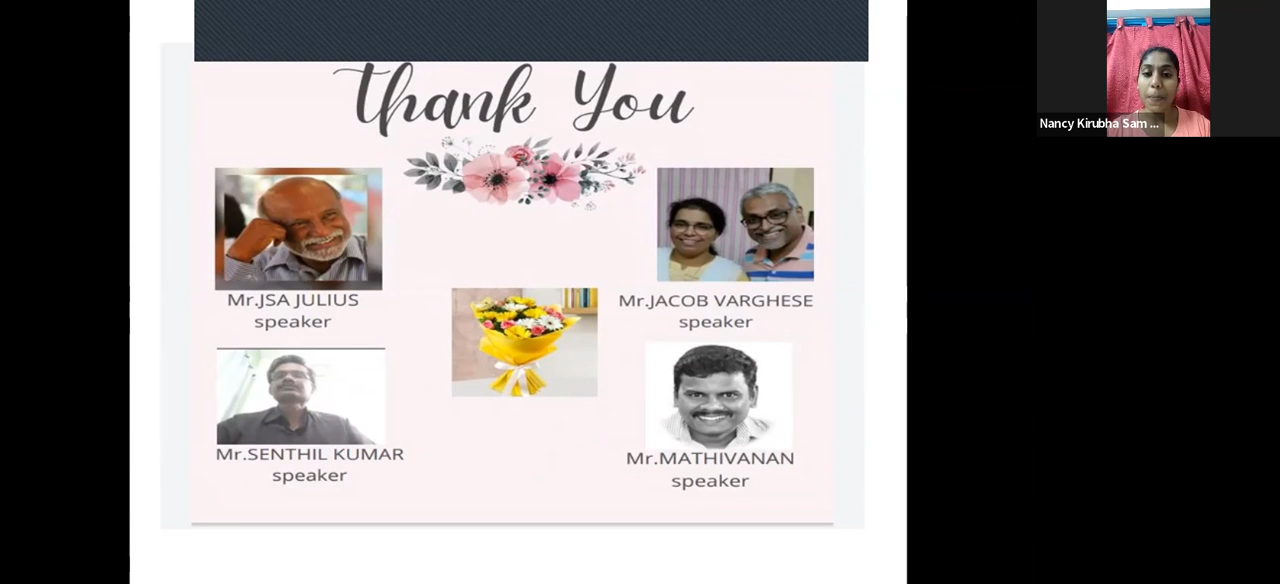 Thank You
Mr.JSA JULIUS
speaker
Mr.JACOB VARGHESE
speaker
Mr.SENTHIL KUMAR
speaker
Mr.MATHIVANAN
speaker
Nancy Kirubha Sam ...